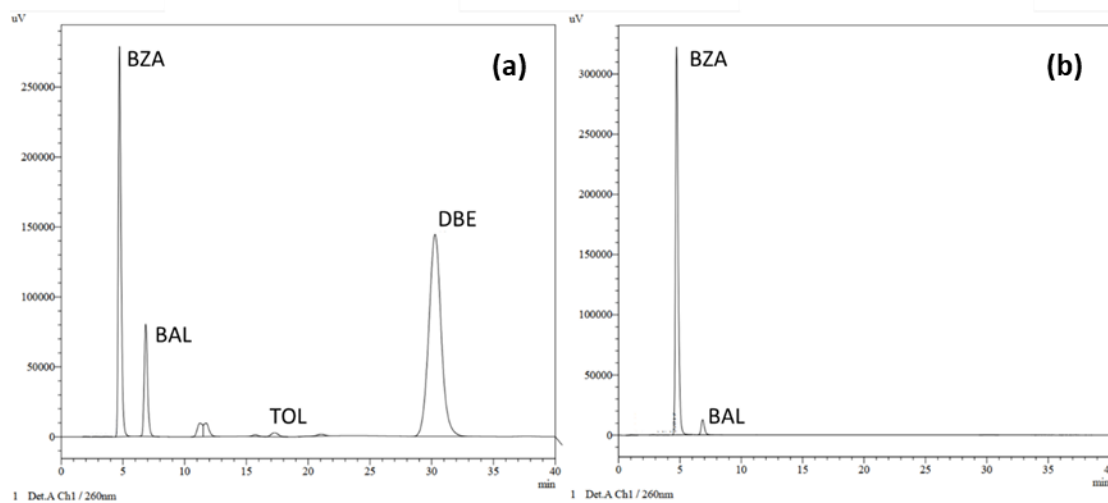 uV
BZA
(a)
250000
200000
150000
DBE
100000
BAL
50000
TOL
0
0 5 10 15 20 25 30 35 40
min
1 Det.A Ch1 / 260nm
uV
BZA
(b)
300000
250000
200000
150000
100000
50000
BAL
0
0 5 10 15 20 25 30 35 40
min
1 Det.A Ch1 / 260nm